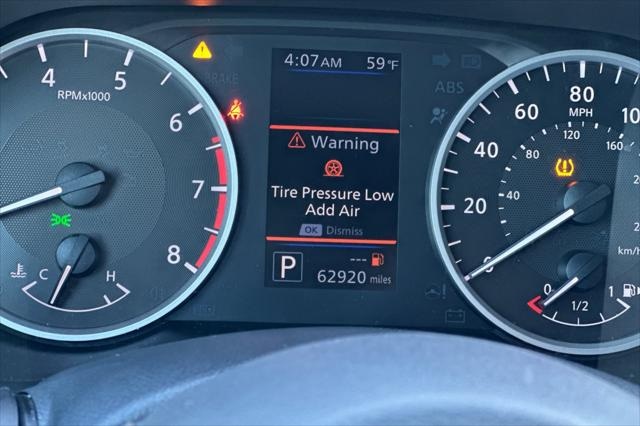 4 5 6 7 8
RPMx1000
C H
BRAKE
4:07AM 59°F
Warning
Tire Pressure Low
Add Air
OK Dismiss
P
---
62920 miles
ABS
0 20 40 60 80
MPH
40 80 120 160
km/h
0 1/2 1